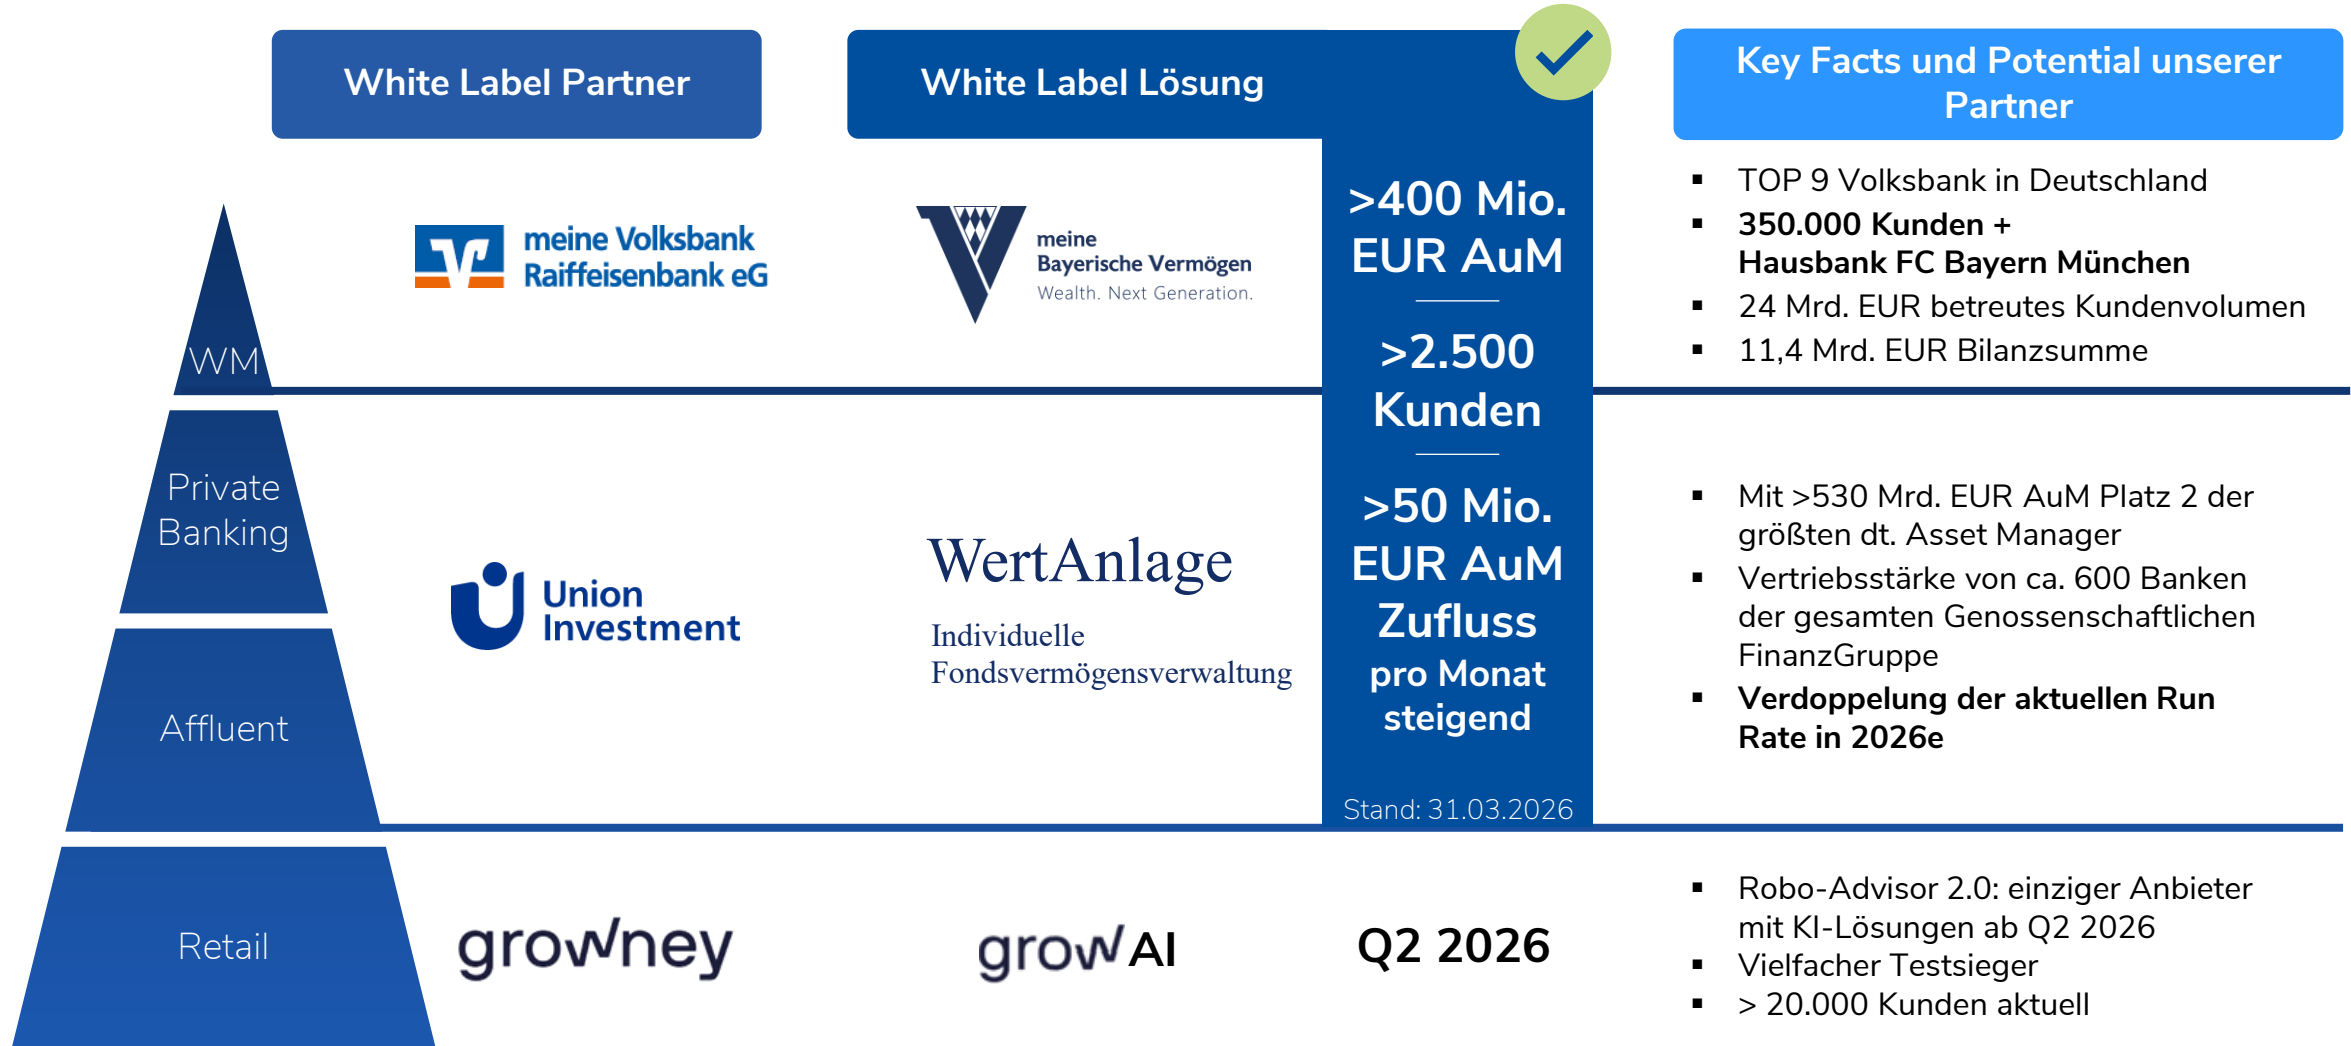 White Label Partner
White Label Lösung
Key Facts und Potential unserer
Partner
WM
meine Volksbank
Raiffeisenbank eG
meine
Bayerische Vermögen
Wealth. Next Generation.
>400 Mio.
EUR AuM
>2.500
Kunden
>50 Mio.
EUR AuM
Zufluss
pro Monat
steigend
Stand: 31.03.2026
▪ TOP 9 Volksbank in Deutschland
▪ 350.000 Kunden +
Hausbank FC Bayern München
▪ 24 Mrd. EUR betreutes Kundenvolumen
▪ 11,4 Mrd. EUR Bilanzsumme
Private
Banking
Affluent
Union
Investment
WertAnlage
Individuelle
Fondsvermögensverwaltung
▪ Mit >530 Mrd. EUR AuM Platz 2 der
größten dt. Asset Manager
▪ Vertriebsstärke von ca. 600 Banken
der gesamten Genossenschaftlichen
FinanzGruppe
▪ Verdoppelung der aktuellen Run
Rate in 2026e
Retail
growney
growAI
Q2 2026
▪ Robo-Advisor 2.0: einziger Anbieter
mit KI-Lösungen ab Q2 2026
▪ Vielfacher Testsieger
▪ > 20.000 Kunden aktuell